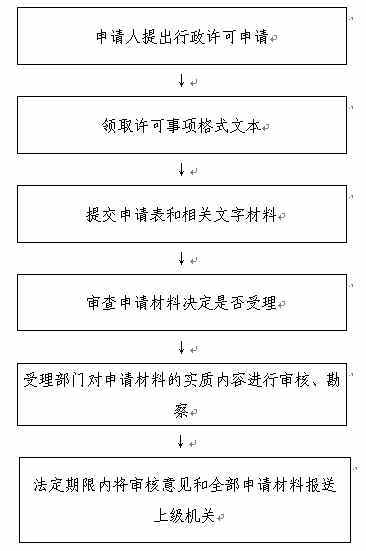 申请人提出行政许可申请
↓
领取许可事项格式文本
↓
提交申请表和相关文字材料
↓
审查申请材料决定是否受理
↓
受理部门对申请材料的实质内容进行审核、勘
察
↓
法定期限内将审核意见和全部申请材料报送
上级机关